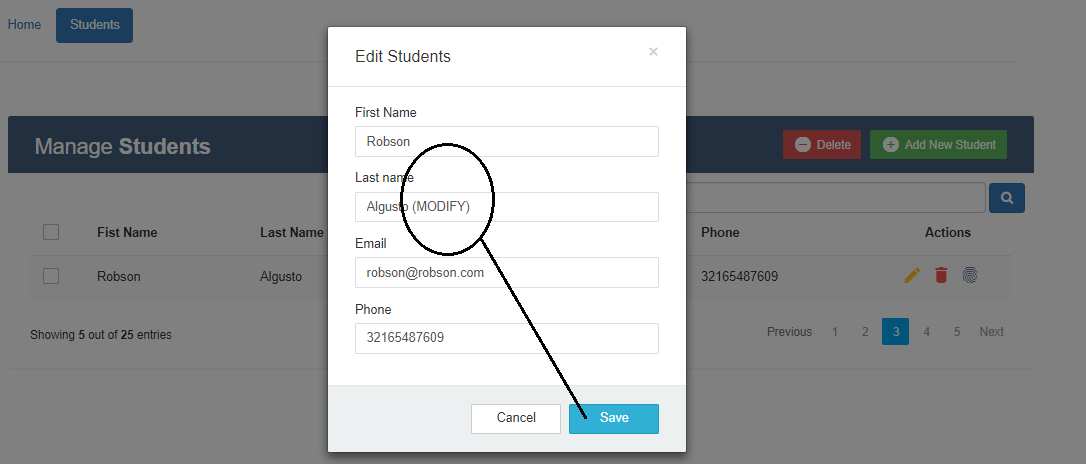 Home Students
Edit Students ×
First Name
Robson
Manage Students Delete Add New Student
Last name
Algusto (MODIFY)
Fist Name Last Name Phone Actions
Email
Robson Algusto robson@robson.com 32165487609
Phone
Showing 5 out of 25 entries 32165487609 Previous 1 2 3 4 5 Next
Cancel Save